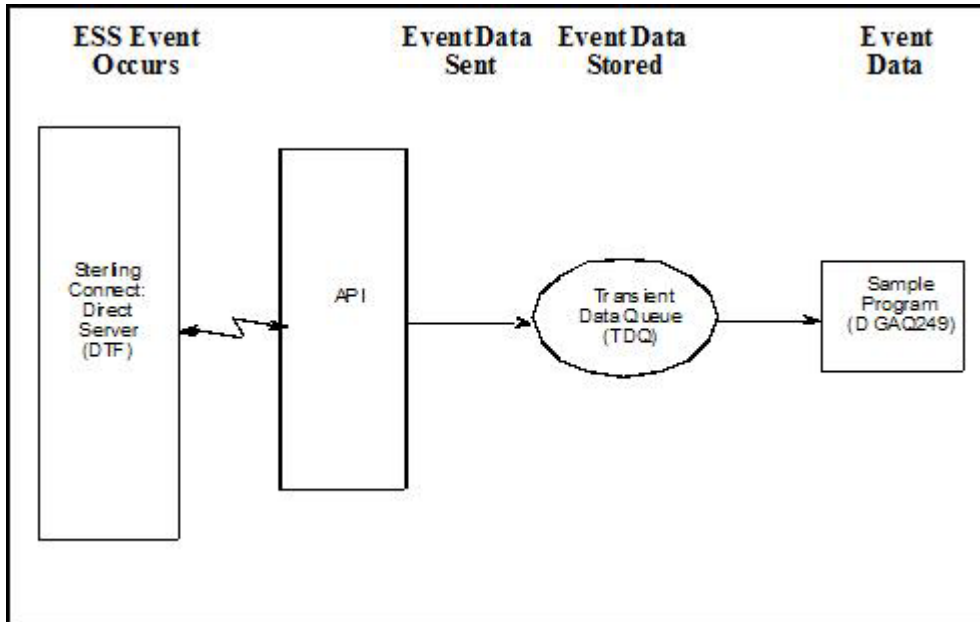 ESS Event
Occurs
Event Data
Sent
Event Data
Stored
Event
Data
Sterling
Connect:
Direct
Server
(DTF)
API
Transient
Data Queue
(TDQ)
Sample
Program
(DGAQ249)